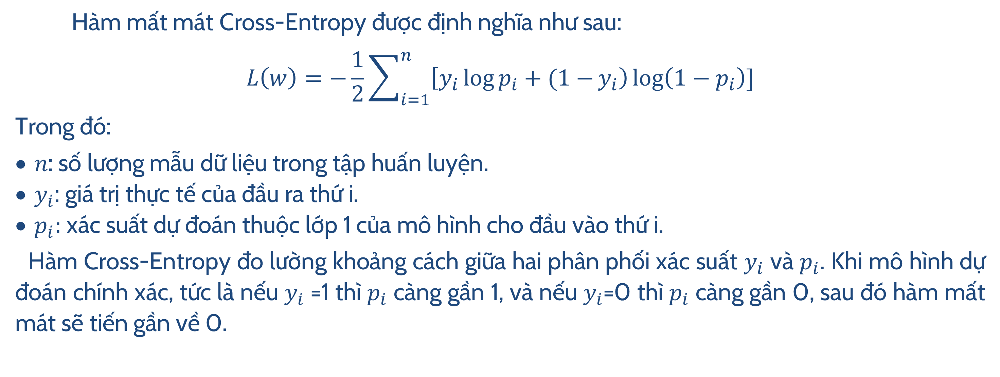 Hàm mất mát Cross-Entropy được định nghĩa như sau:
L(w) = −\frac{1}{2}\sum_{i=1}^{n}[y_i log p_i + (1 − y_i) log(1 − p_i)]
Trong đó:
• n: số lượng mẫu dữ liệu trong tập huấn luyện.
• y_i: giá trị thực tế của đầu ra thứ i.
• p_i: xác suất dự đoán thuộc lớp 1 của mô hình cho đầu vào thứ i.
Hàm Cross-Entropy đo lường khoảng cách giữa hai phân phối xác suất y_i và p_i. Khi mô hình dự
đoán chính xác, tức là nếu y_i =1 thì p_i càng gần 1, và nếu y_i=0 thì p_i càng gần 0, sau đó hàm mất
mát sẽ tiến gần về 0.